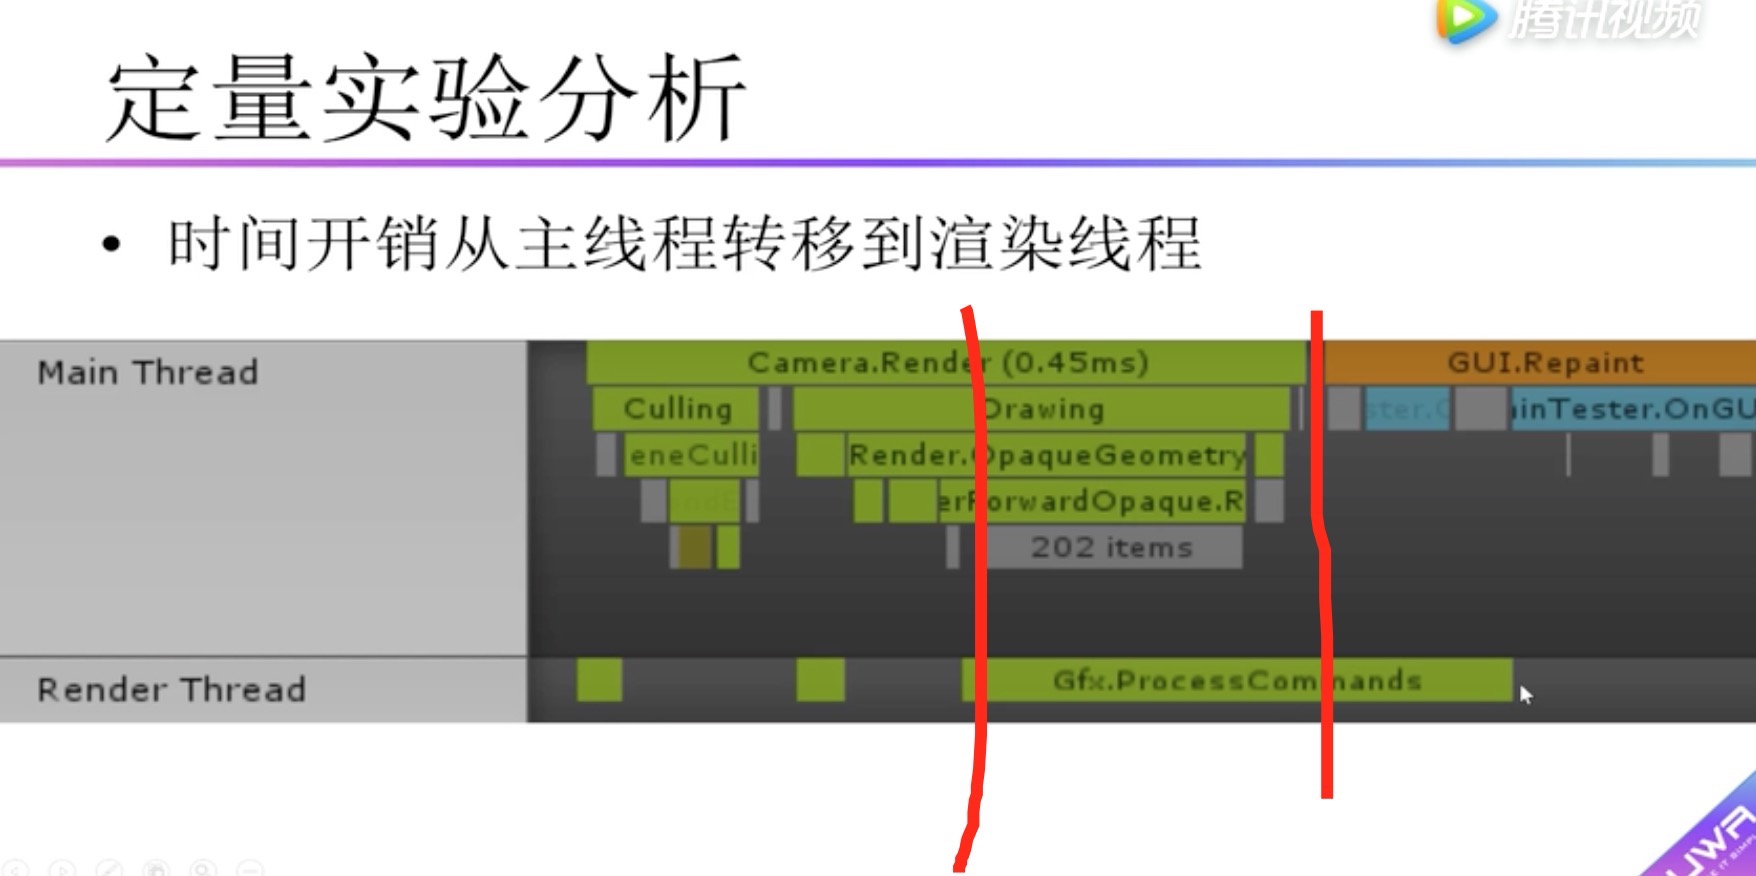 腾讯视频
定量实验分析
• 时间开销从主线程转移到渲染线程
Main Thread
Camera.Render (0.45ms)
GUI.Repaint
Culling
Drawing
ster.O
inTester.OnGU
eneCulli
Render.OpaqueGeometry
erForwardOpaque.R
202 items
Render Thread
Gfx.ProcessCommands
UWA